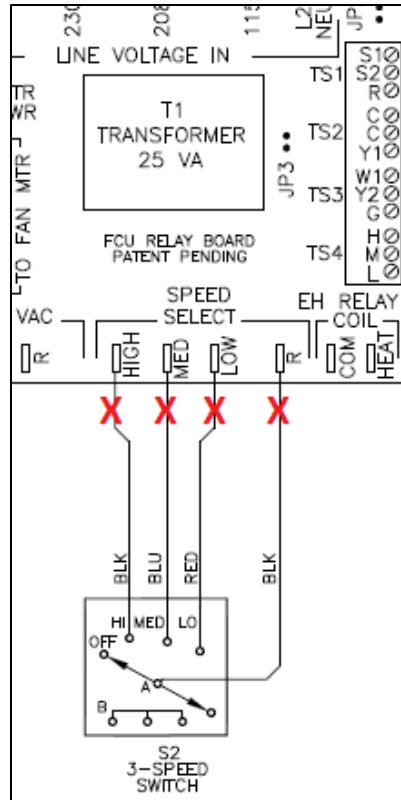 230
208
115
L2
NEU
JP
LINE VOLTAGE IN
TR
WR
TO FAN MTR
T1
TRANSFORMER
25 VA
JP3
TS1
TS2
TS3
TS4
S1
S2
R
C
C
Y1
W1
Y2
G
H
M
L
FCU RELAY BOARD
PATENT PENDING
VAC
SPEED
SELECT
EH RELAY
COIL
R
HIGH
MED
LOW
R
COM
HEAT
X X X X
BLK
BLU
RED
BLK
HI MED LO
OFF
A
B
S2
3-SPEED
SWITCH